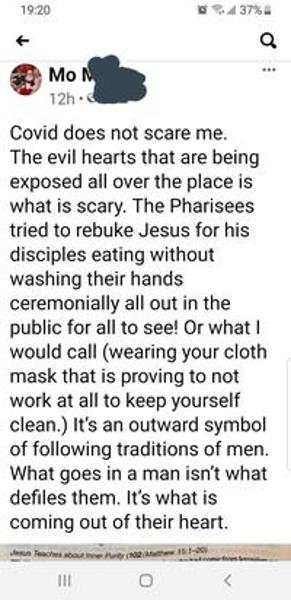 19:20
37%
Mo M
12h
Covid does not scare me.
The evil hearts that are being
exposed all over the place is
what is scary. The Pharisees
tried to rebuke Jesus for his
disciples eating without
washing their hands
ceremonially all out in the
public for all to see! Or what I
would call (wearing your cloth
mask that is proving to not
work at all to keep yourself
clean.) It's an outward symbol
of following traditions of men.
What goes in a man isn't what
defiles them. It's what is
coming out of their heart.
Jesus Teaches about Inner Purity (102/Matthew 15:1-20)